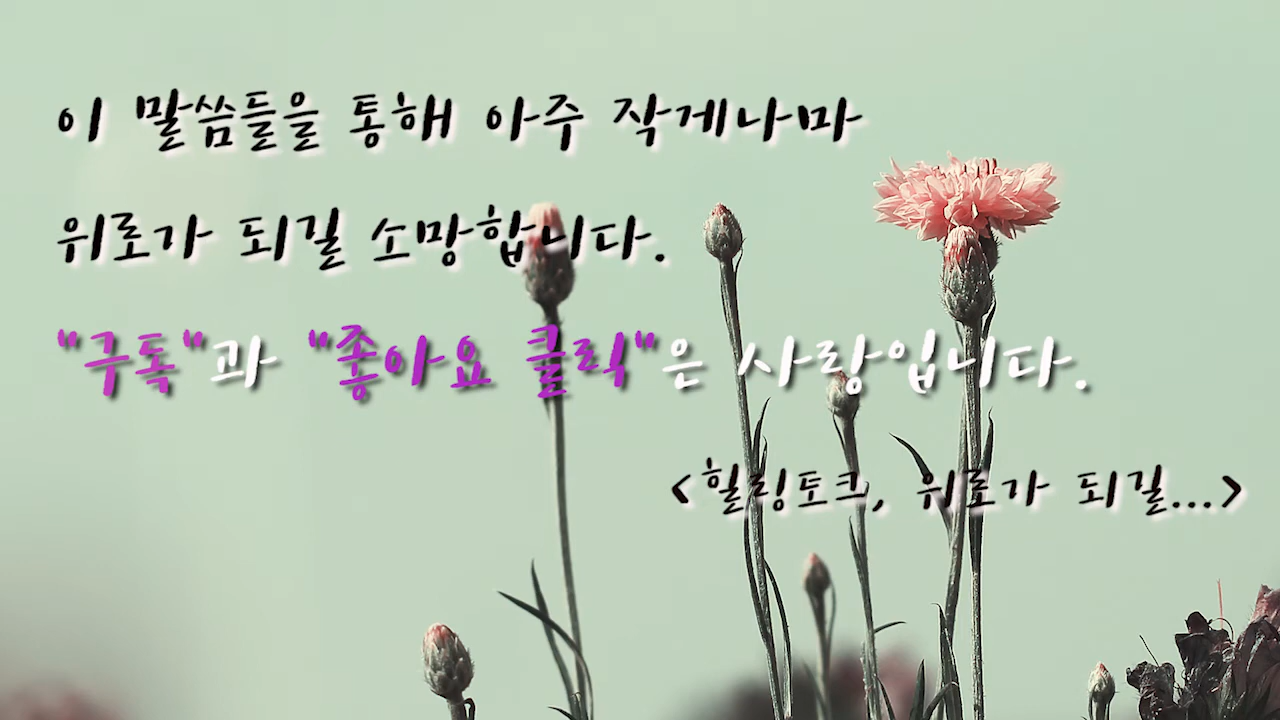 이 말씀들을 통해 아주 작게나마
위로가 되길 소망합니다.
"구독"과 "좋아요 클릭"은 사랑입니다.
<힐링토크, 위로가 되길...>